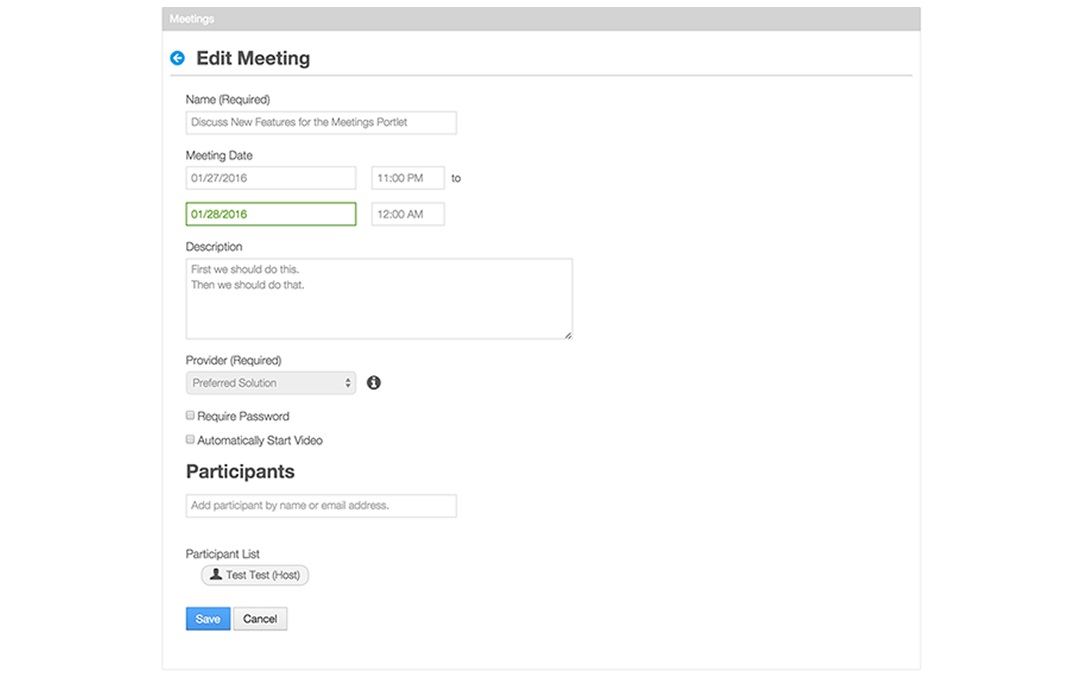 Meetings
Edit Meeting
Name (Required)
Discuss New Features for the Meetings Portlet
Meeting Date
01/27/2016 11:00 PM to
01/28/2016 12:00 AM
Description
First we should do this.
Then we should do that.
Provider (Required)
Preferred Solution
Require Password
Automatically Start Video
Participants
Add participant by name or email address.
Participant List
Test Test (Host)
Save Cancel